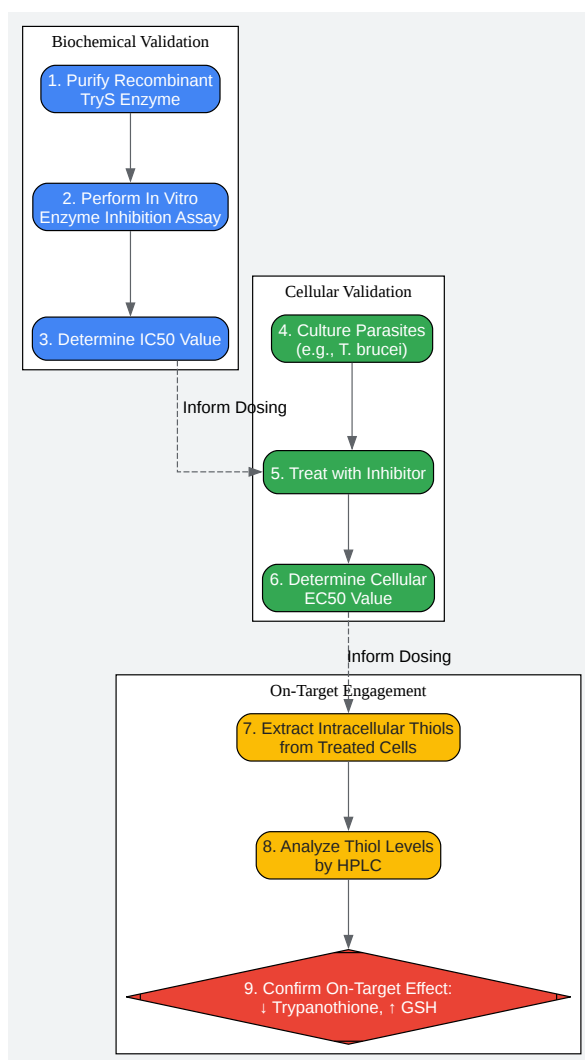 Biochemical Validation
1. Purify Recombinant
TryS Enzyme
2. Perform In Vitro
Enzyme Inhibition Assay
3. Determine IC50 Value
Cellular Validation
4. Culture Parasites
(e.g., T. brucei)
Inform Dosing
5. Treat with Inhibitor
6. Determine Cellular
EC50 Value
Inform Dosing
On-Target Engagement
7. Extract Intracellular Thiols
from Treated Cells
8. Analyze Thiol Levels
by HPLC
9. Confirm On-Target Effect:
↓ Trypanothione, ↑ GSH